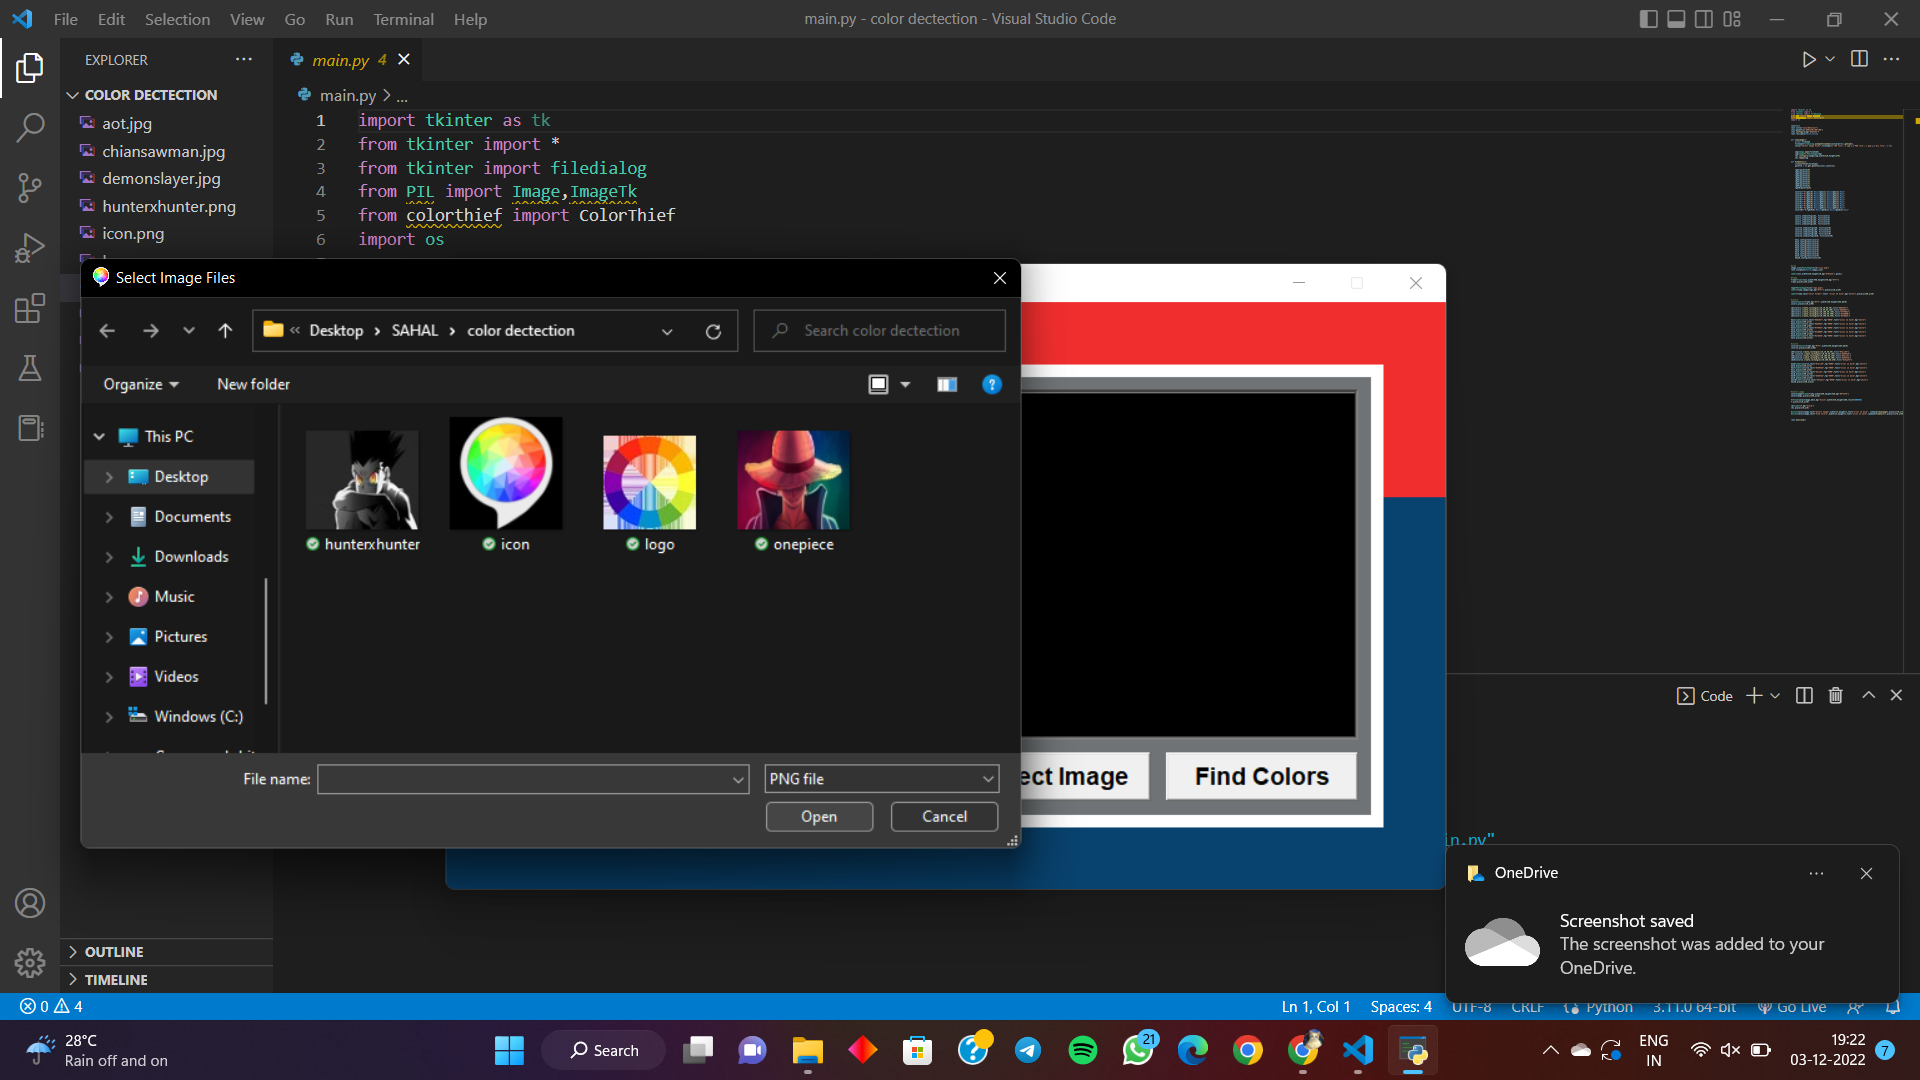 File Edit Selection View Go Run Terminal Help
main.py - color dectection - Visual Studio Code
EXPLORER
COLOR DECTECTION
aot.jpg
chiansawman.jpg
demonslayer.jpg
hunterxhunter.png
icon.png
main.py 4
main.py > ...
1 import tkinter as tk
2 from tkinter import *
3 from tkinter import filedialog
4 from PIL import Image,ImageTk
5 from colorthief import ColorThief
6 import os
Select Image Files
« Desktop > SAHAL > color dectection
Search color dectection
Organize New folder
This PC
Desktop
Documents
Downloads
Music
Pictures
Videos
Windows (C:)
hunterxhunter
icon
logo
onepiece
File name:
PNG file
Open Cancel
ect Image
Find Colors
Code
in.py"
OneDrive
Screenshot saved
The screenshot was added to your
OneDrive.
OUTLINE
TIMELINE
0 4
Ln 1, Col 1 Spaces: 4 UTF-8 CRLF Python 3.11.0 64-bit Go Live
28°C
Rain off and on
Search
21
ENG
IN
19:22
03-12-2022
7